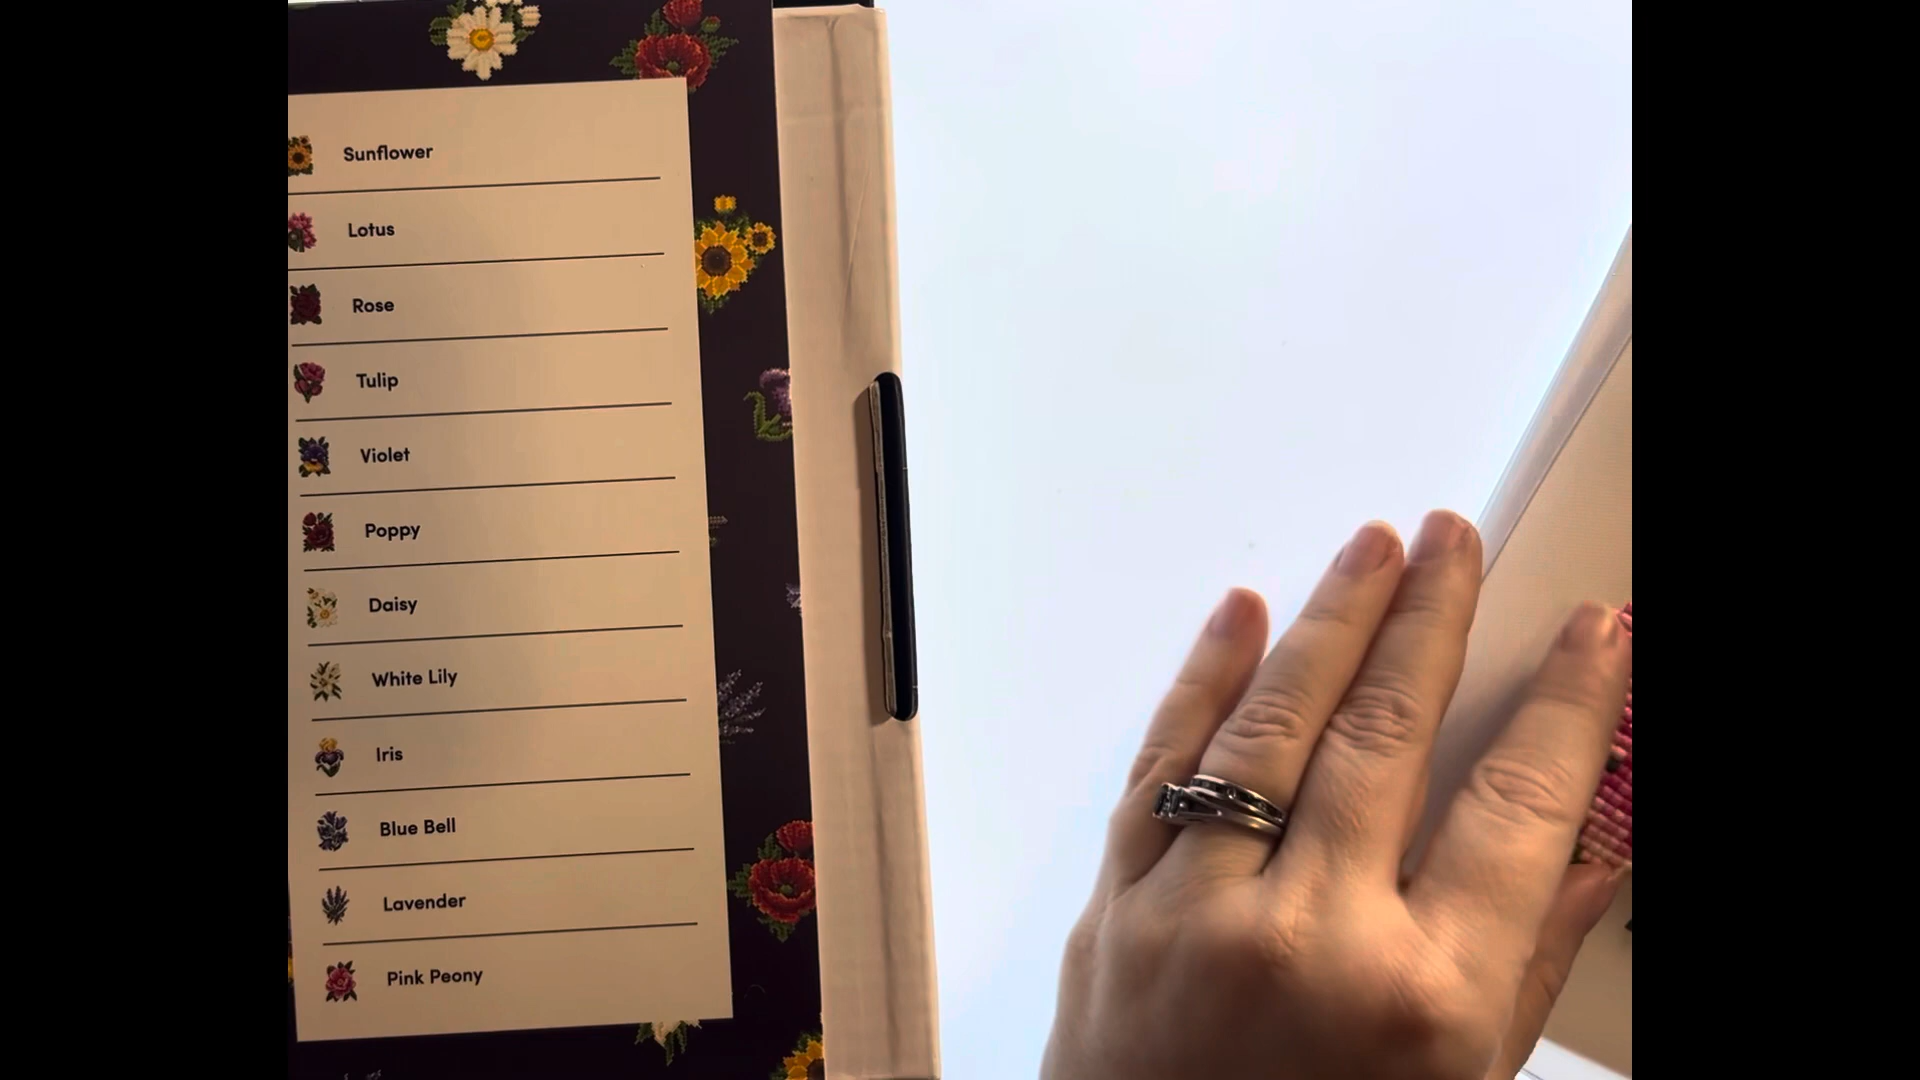 Sunflower
Lotus
Rose
Tulip
Violet
Poppy
Daisy
White Lily
Iris
Blue Bell
Lavender
Pink Peony